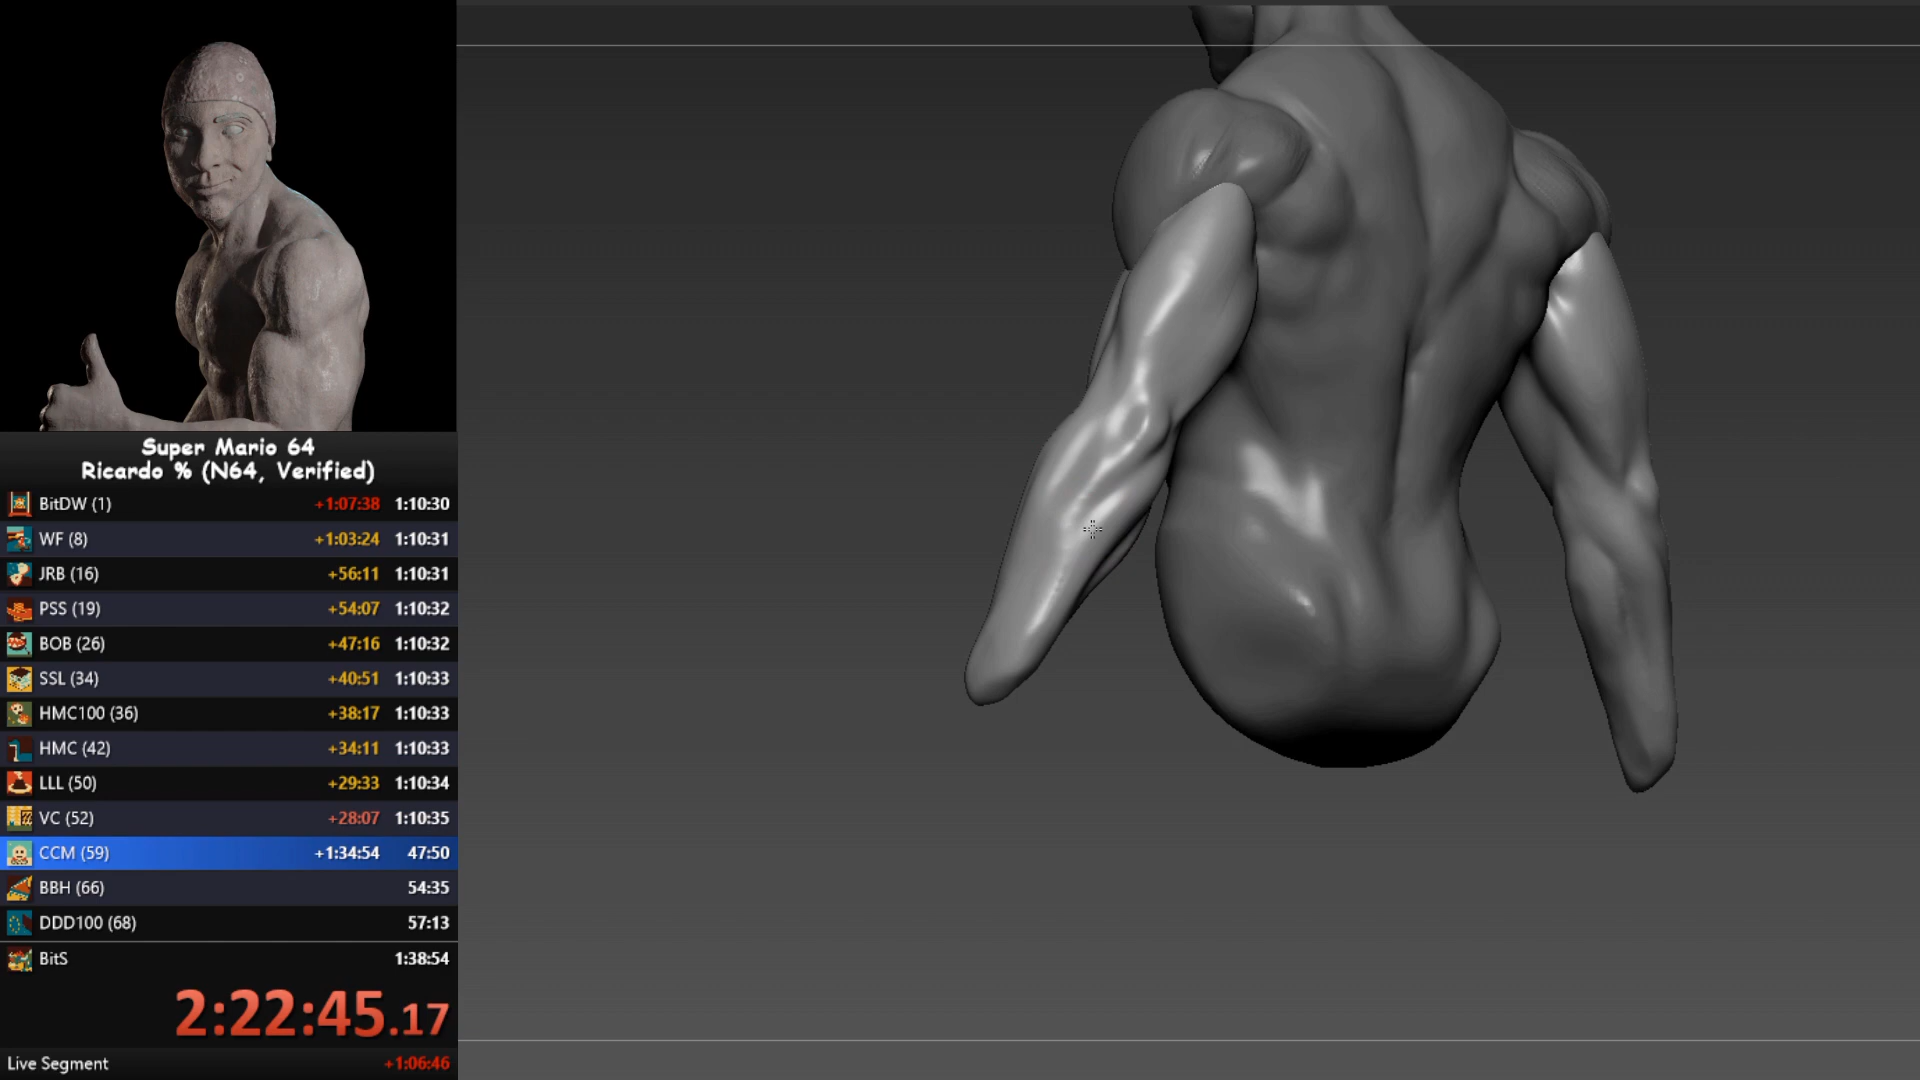 Super Mario 64
Ricardo % (N64, Verified)
BitDW (1) +1:07:38 1:10:30
WF (8) +1:03:24 1:10:31
JRB (16) +56:11 1:10:31
PSS (19) +54:07 1:10:32
BOB (26) +47:16 1:10:32
SSL (34) +40:51 1:10:33
HMC100 (36) +38:17 1:10:33
HMC (42) +34:11 1:10:33
LLL (50) +29:33 1:10:34
VC (52) +28:07 1:10:35
CCM (59) +1:34:54 47:50
BBH (66) 54:35
DDD100 (68) 57:13
BitS 1:38:54
2:22:45.17
Live Segment +1:06:46